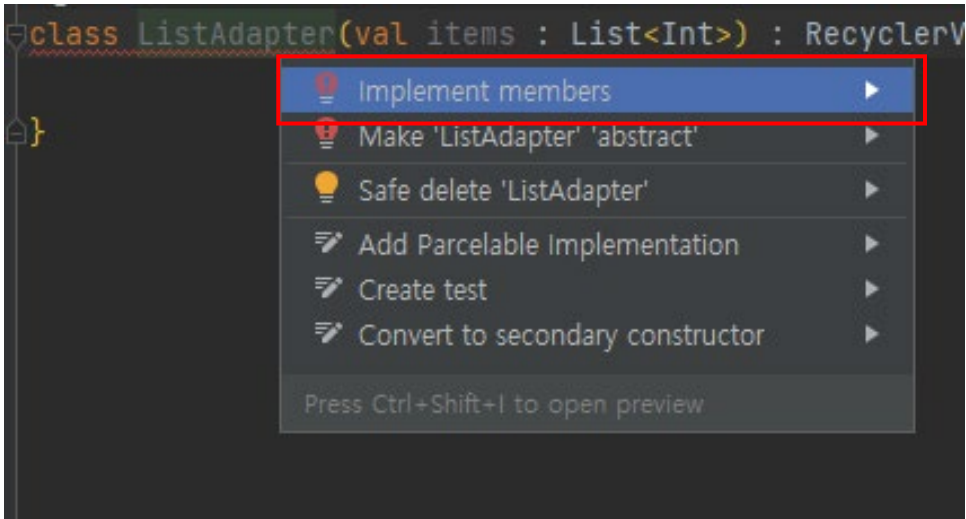 class ListAdapter(val items : List<Int>) : RecyclerV
Implement members
}
Make 'ListAdapter' 'abstract'
Safe delete 'ListAdapter'
Add Parcelable Implementation
Create test
Convert to secondary constructor
Press Ctrl+Shift+I to open preview